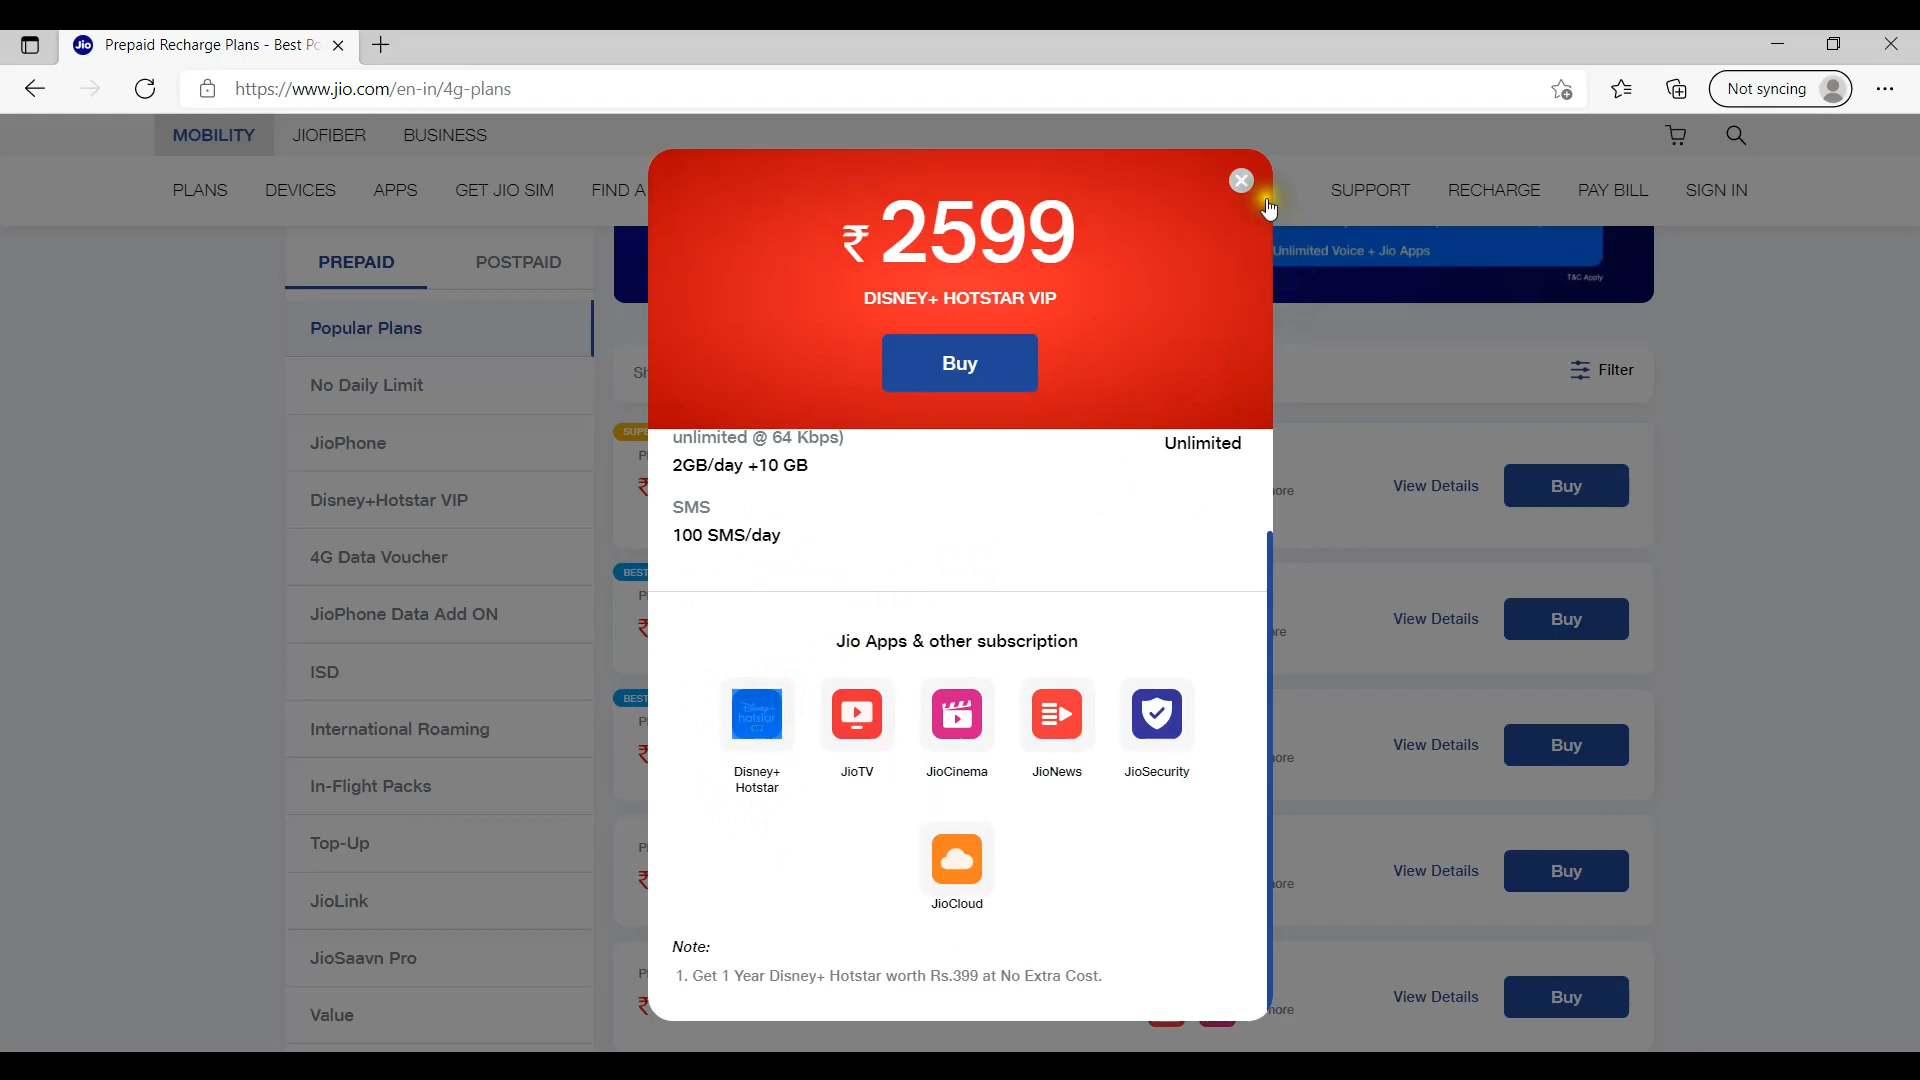 Jio Prepaid Recharge Plans - Best Po
https://www.jio.com/en-in/4g-plans
Not syncing
MOBILITY JIOFIBER BUSINESS
PLANS DEVICES APPS GET JIO SIM FIND A SUPPORT RECHARGE PAY BILL SIGN IN
PREPAID POSTPAID
Unlimited Voice + Jio Apps
T&C Apply
Popular Plans
No Daily Limit
JioPhone
Disney+Hotstar VIP
4G Data Voucher
JioPhone Data Add ON
ISD
International Roaming
In-Flight Packs
Top-Up
JioLink
JioSaavn Pro
Value
Filter
BEST
BEST
₹2599
DISNEY+ HOTSTAR VIP
Buy
unlimited @ 64 Kbps)
2GB/day +10 GB
Unlimited
SMS
100 SMS/day
Jio Apps & other subscription
Disney+
hotstar
Disney+
Hotstar
JioTV
JioCinema
JioNews
JioSecurity
JioCloud
Note:
1. Get 1 Year Disney+ Hotstar worth Rs.399 at No Extra Cost.
View Details Buy
View Details Buy
View Details Buy
View Details Buy
View Details Buy